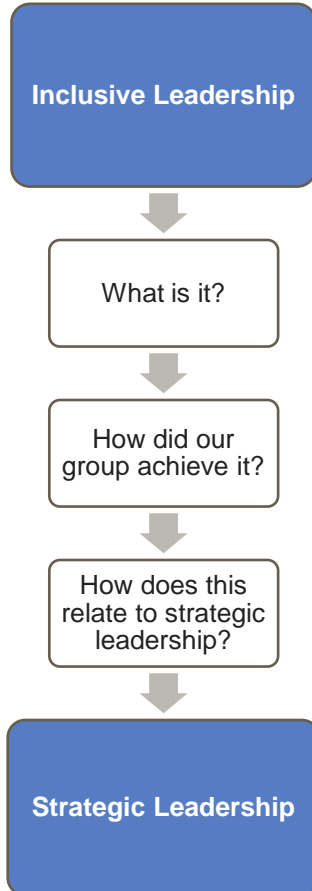 Inclusive Leadership
What is it?
How did our
group achieve it?
How does this
relate to strategic
leadership?
Strategic Leadership